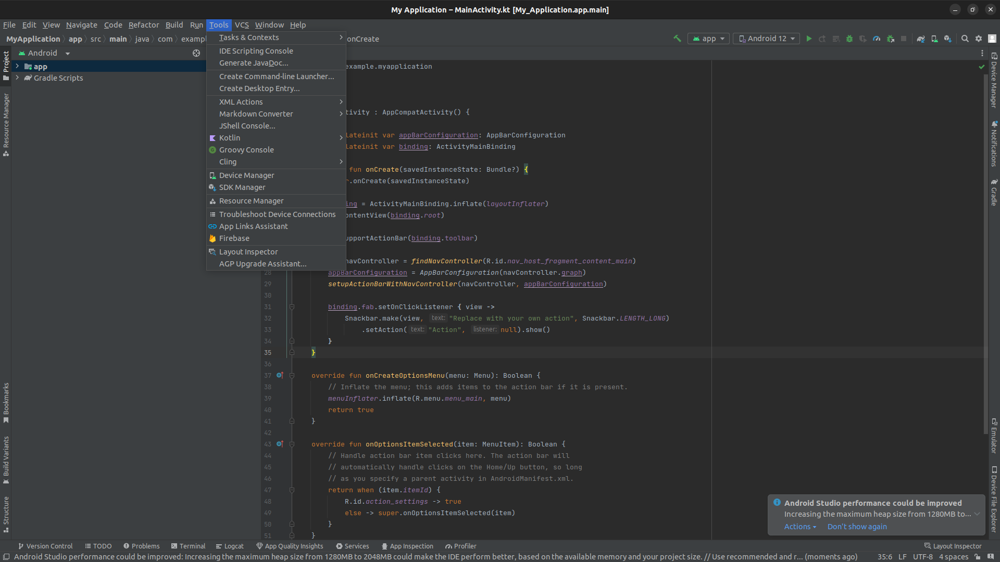 My Application – MainActivity.kt [My_Application.app.main]
File Edit View Navigate Code Refactor Build Run Tools VCS Window Help
MyApplication app src main java com exampl onCreate
app Android 12
Android
app
Gradle Scripts
Project
Resource Manager
Bookmarks
Build Variants
Structure
Tasks & Contexts
IDE Scripting Console
Generate JavaDoc...
Create Command-line Launcher...
Create Desktop Entry...
XML Actions
Markdown Converter
JShell Console...
Kotlin
Groovy Console
Cling
Device Manager
SDK Manager
Resource Manager
Troubleshoot Device Connections
App Links Assistant
Firebase
Layout Inspector
AGP Upgrade Assistant...
example.myapplication
tivity : AppCompatActivity() {
lateinit var appBarConfiguration: AppBarConfiguration
lateinit var binding: ActivityMainBinding
fun onCreate(savedInstanceState: Bundle?) {
r.onCreate(savedInstanceState)
ing = ActivityMainBinding.inflate(layoutInflater)
ontentView(binding.root)
upportActionBar(binding.toolbar)
navController = findNavController(R.id.nav_host_fragment_content_main)
28 appBarConfiguration = AppBarConfiguration(navController.graph)
29 setupActionBarWithNavController(navController, appBarConfiguration)
30
31 binding.fab.setOnClickListener { view ->
32 Snackbar.make(view, text: "Replace with your own action", Snackbar.LENGTH_LONG)
33 .setAction( text: "Action", listener: null).show()
34 }
35 }
36
37 override fun onCreateOptionsMenu(menu: Menu): Boolean {
38 // Inflate the menu; this adds items to the action bar if it is present.
39 menuInflater.inflate(R.menu.menu_main, menu)
40 return true
41 }
42
43 override fun onOptionsItemSelected(item: MenuItem): Boolean {
44 // Handle action bar item clicks here. The action bar will
45 // automatically handle clicks on the Home/Up button, so long
46 // as you specify a parent activity in AndroidManifest.xml.
47 return when (item.itemId) {
48 R.id.action_settings -> true
49 else -> super.onOptionsItemSelected(item)
50 }
51 }
Device Manager
Notifications
Gradle
Emulator
Device File Explorer
Android Studio performance could be improved
Increasing the maximum heap size from 1280MB to...
Actions Don't show again
Version Control TODO Problems Terminal Logcat App Quality Insights Services App Inspection Profiler Layout Inspector
Android Studio performance could be improved: Increasing the maximum heap size from 1280MB to 2048MB could make the IDE perform better, based on the available memory and your project size. // Use recommended and r... (moments ago) 35:6 LF UTF-8 4 spaces